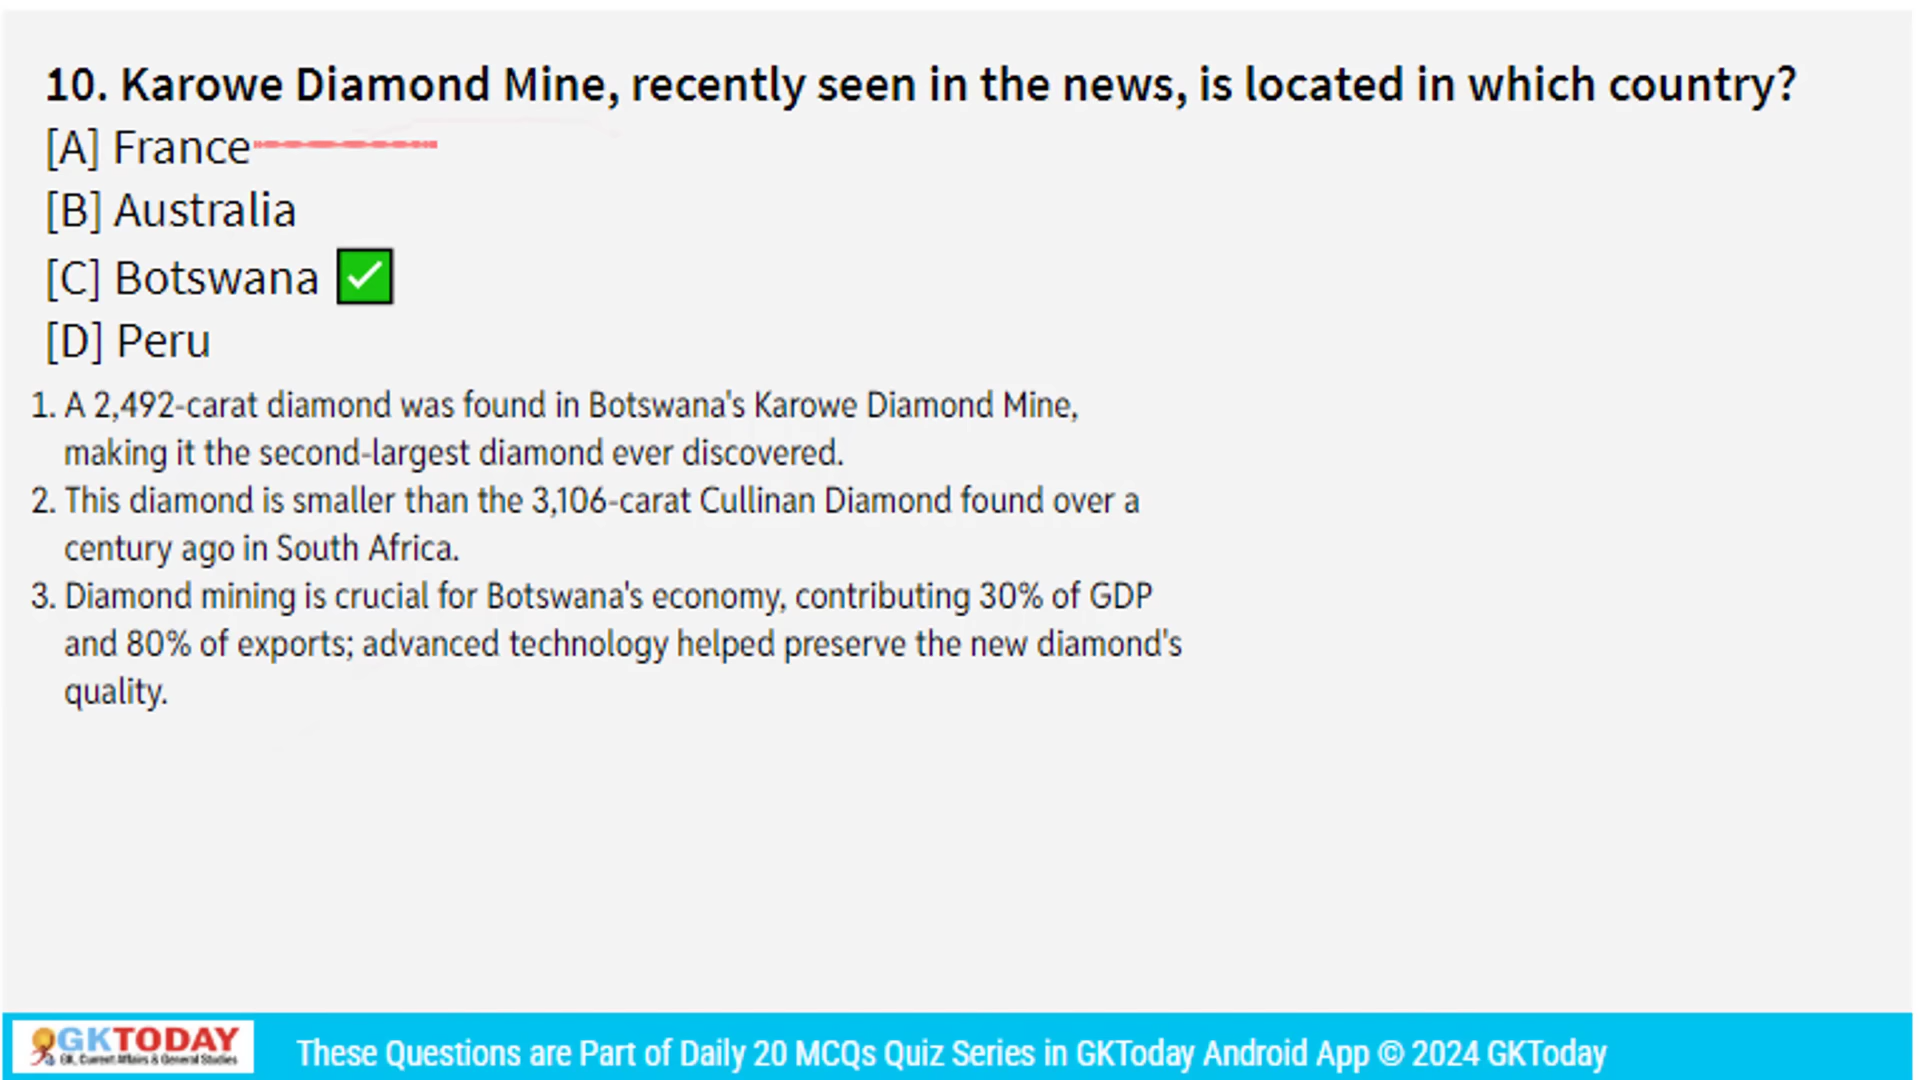 10. Karowe Diamond Mine, recently seen in the news, is located in which country?
[A] France
[B] Australia
[C] Botswana
[D] Peru
1. A 2,492-carat diamond was found in Botswana's Karowe Diamond Mine,
making it the second-largest diamond ever discovered.
2. This diamond is smaller than the 3,106-carat Cullinan Diamond found over a
century ago in South Africa.
3. Diamond mining is crucial for Botswana's economy, contributing 30% of GDP
and 80% of exports; advanced technology helped preserve the new diamond's
quality.
GKTODAY
GK, Current Affairs & General Studies
These Questions are Part of Daily 20 MCQs Quiz Series in GKToday Android App © 2024 GKToday